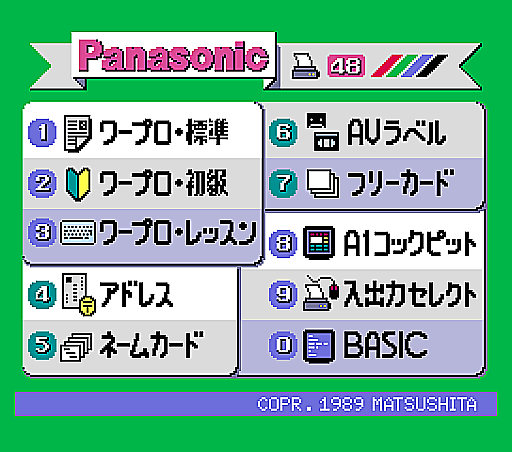 Panasonic
48
1 ワープロ・標準
2 ワープロ・初級
3 ワープロ・レッスン
4 アドレス
5 ネームカード
6 AVラベル
7 フリーカード
8 A1コックピット
9 入出力セレクト
0 BASIC
COPR. 1989 MATSUSHITA